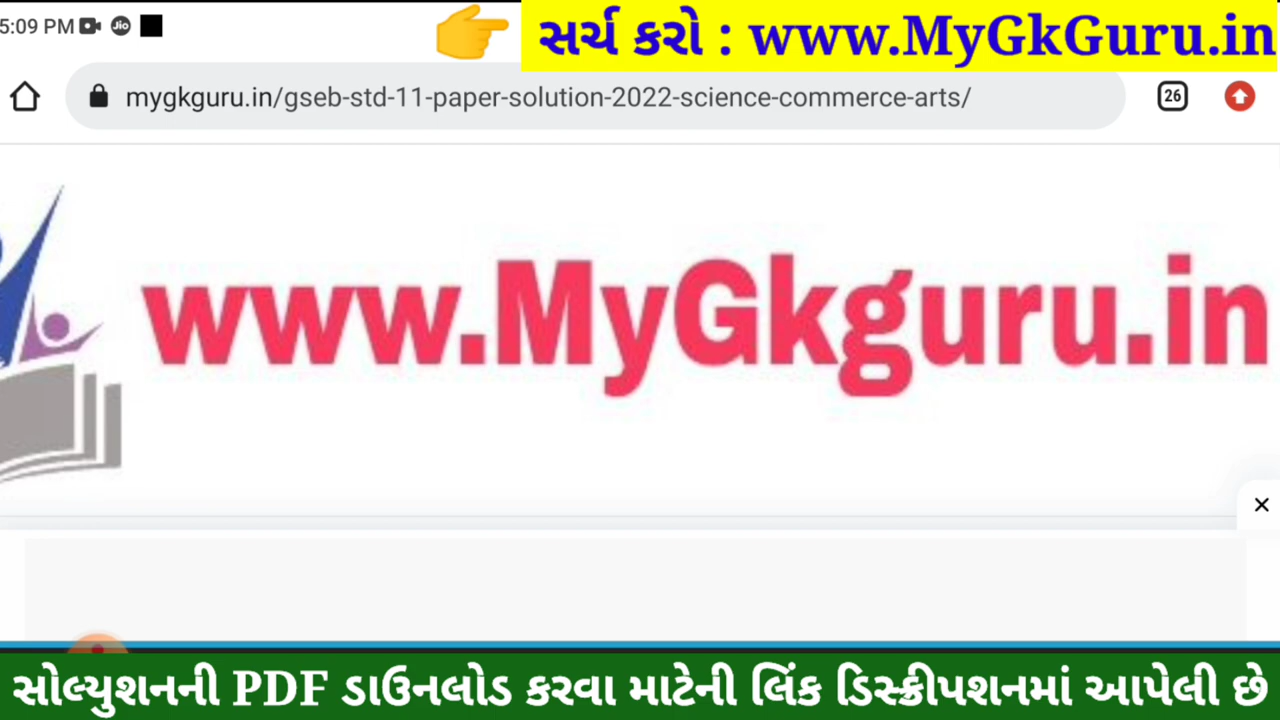 5:09 PM Jio
સર્ચ કરો : www.MyGkGuru.in
mygkguru.in/gseb-std-11-paper-solution-2022-science-commerce-arts/
26
www.MyGkguru.in
સોલ્યુશનની PDF ડાઉનલોડ કરવા માટેની લિંક ડિસ્ક્રીપશનમાં આપેલી છે